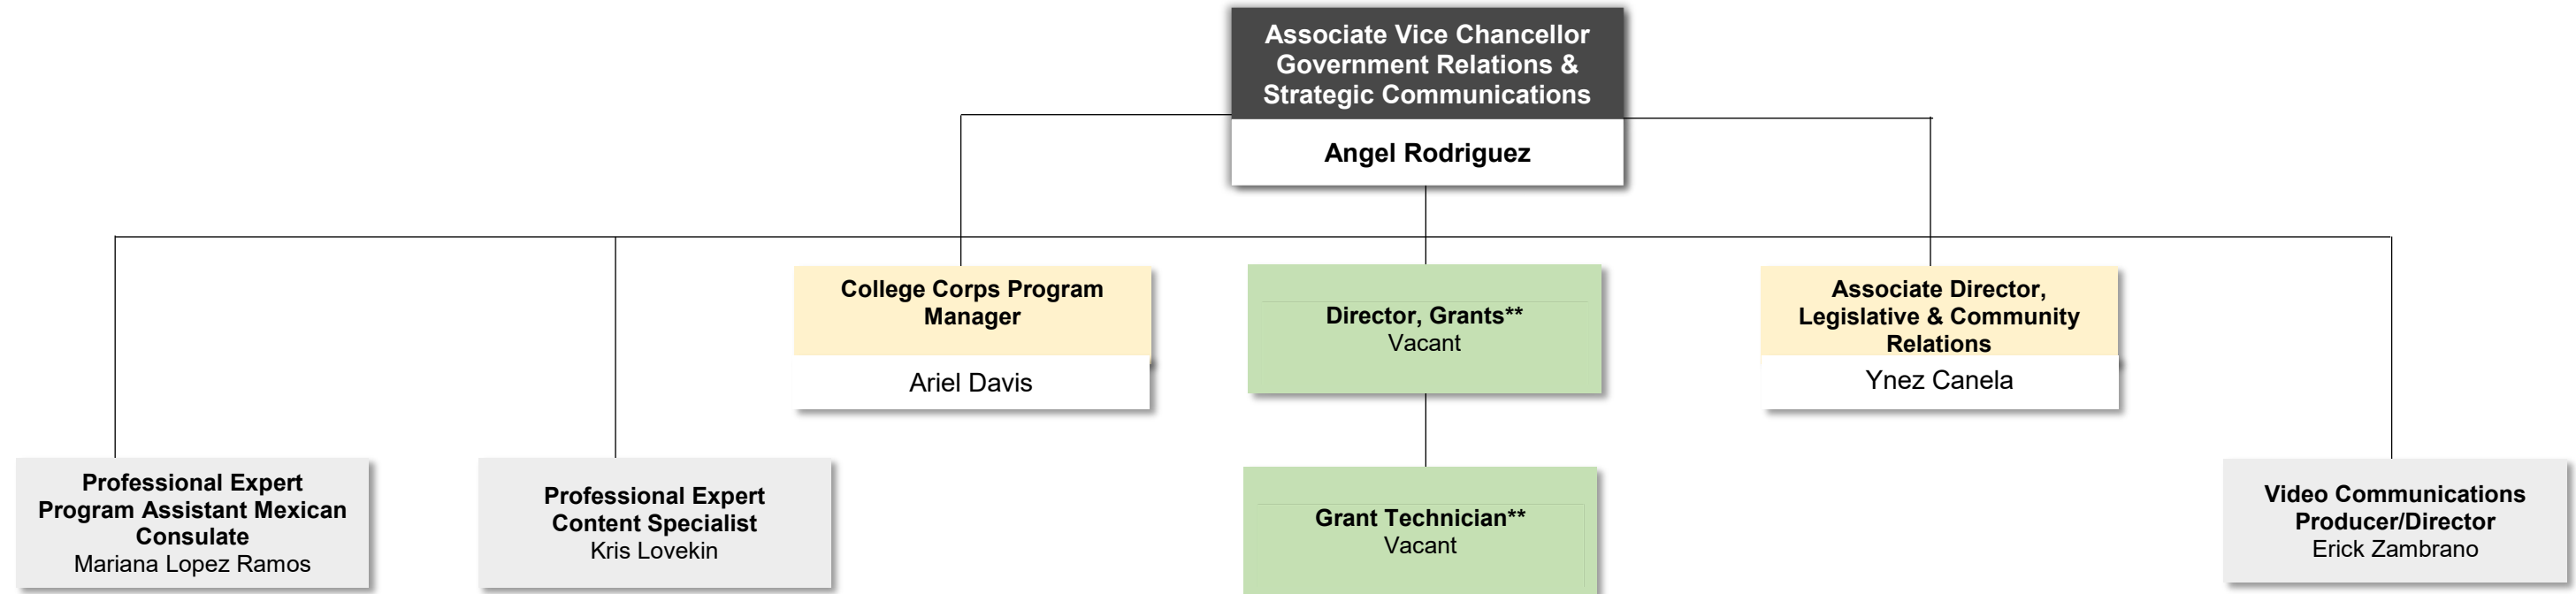 Associate Vice Chancellor
Government Relations &
Strategic Communications
Angel Rodriguez
College Corps Program
Manager
Ariel Davis
Director, Grants**
Vacant
Associate Director,
Legislative & Community
Relations
Ynez Canela
Professional Expert
Program Assistant Mexican
Consulate
Mariana Lopez Ramos
Professional Expert
Content Specialist
Kris Lovekin
Grant Technician**
Vacant
Video Communications
Producer/Director
Erick Zambrano